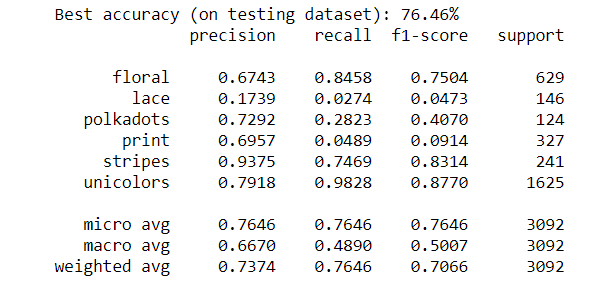 Best accuracy (on testing dataset): 76.46%
precision recall f1-score support
floral 0.6743 0.8458 0.7504 629
lace 0.1739 0.0274 0.0473 146
polkadots 0.7292 0.2823 0.4070 124
print 0.6957 0.0489 0.0914 327
stripes 0.9375 0.7469 0.8314 241
unicolors 0.7918 0.9828 0.8770 1625
micro avg 0.7646 0.7646 0.7646 3092
macro avg 0.6670 0.4890 0.5007 3092
weighted avg 0.7374 0.7646 0.7066 3092